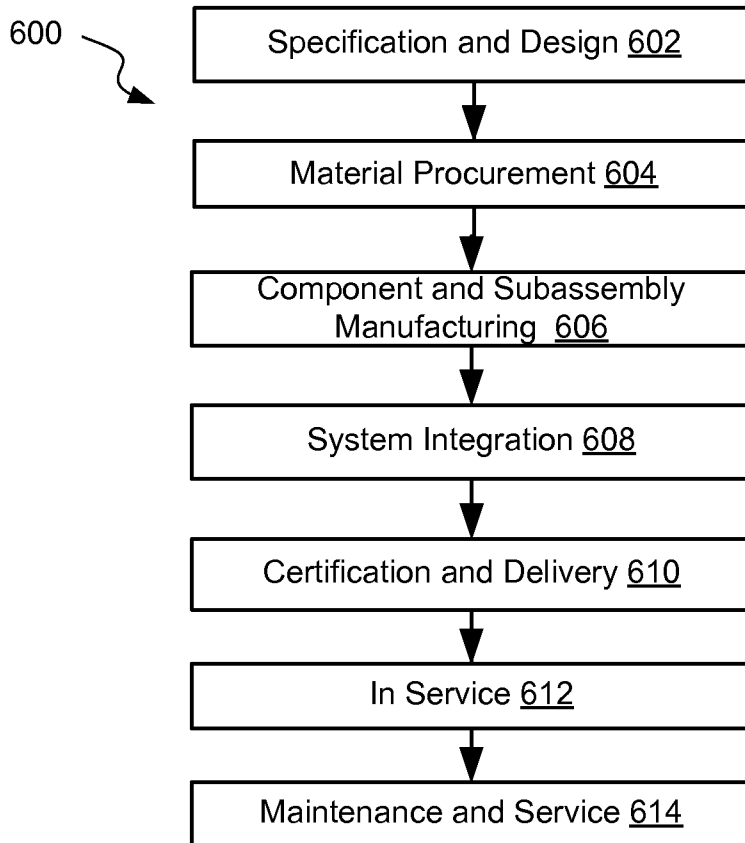 600
Specification and Design 602
Material Procurement 604
Component and Subassembly
Manufacturing 606
System Integration 608
Certification and Delivery 610
In Service 612
Maintenance and Service 614